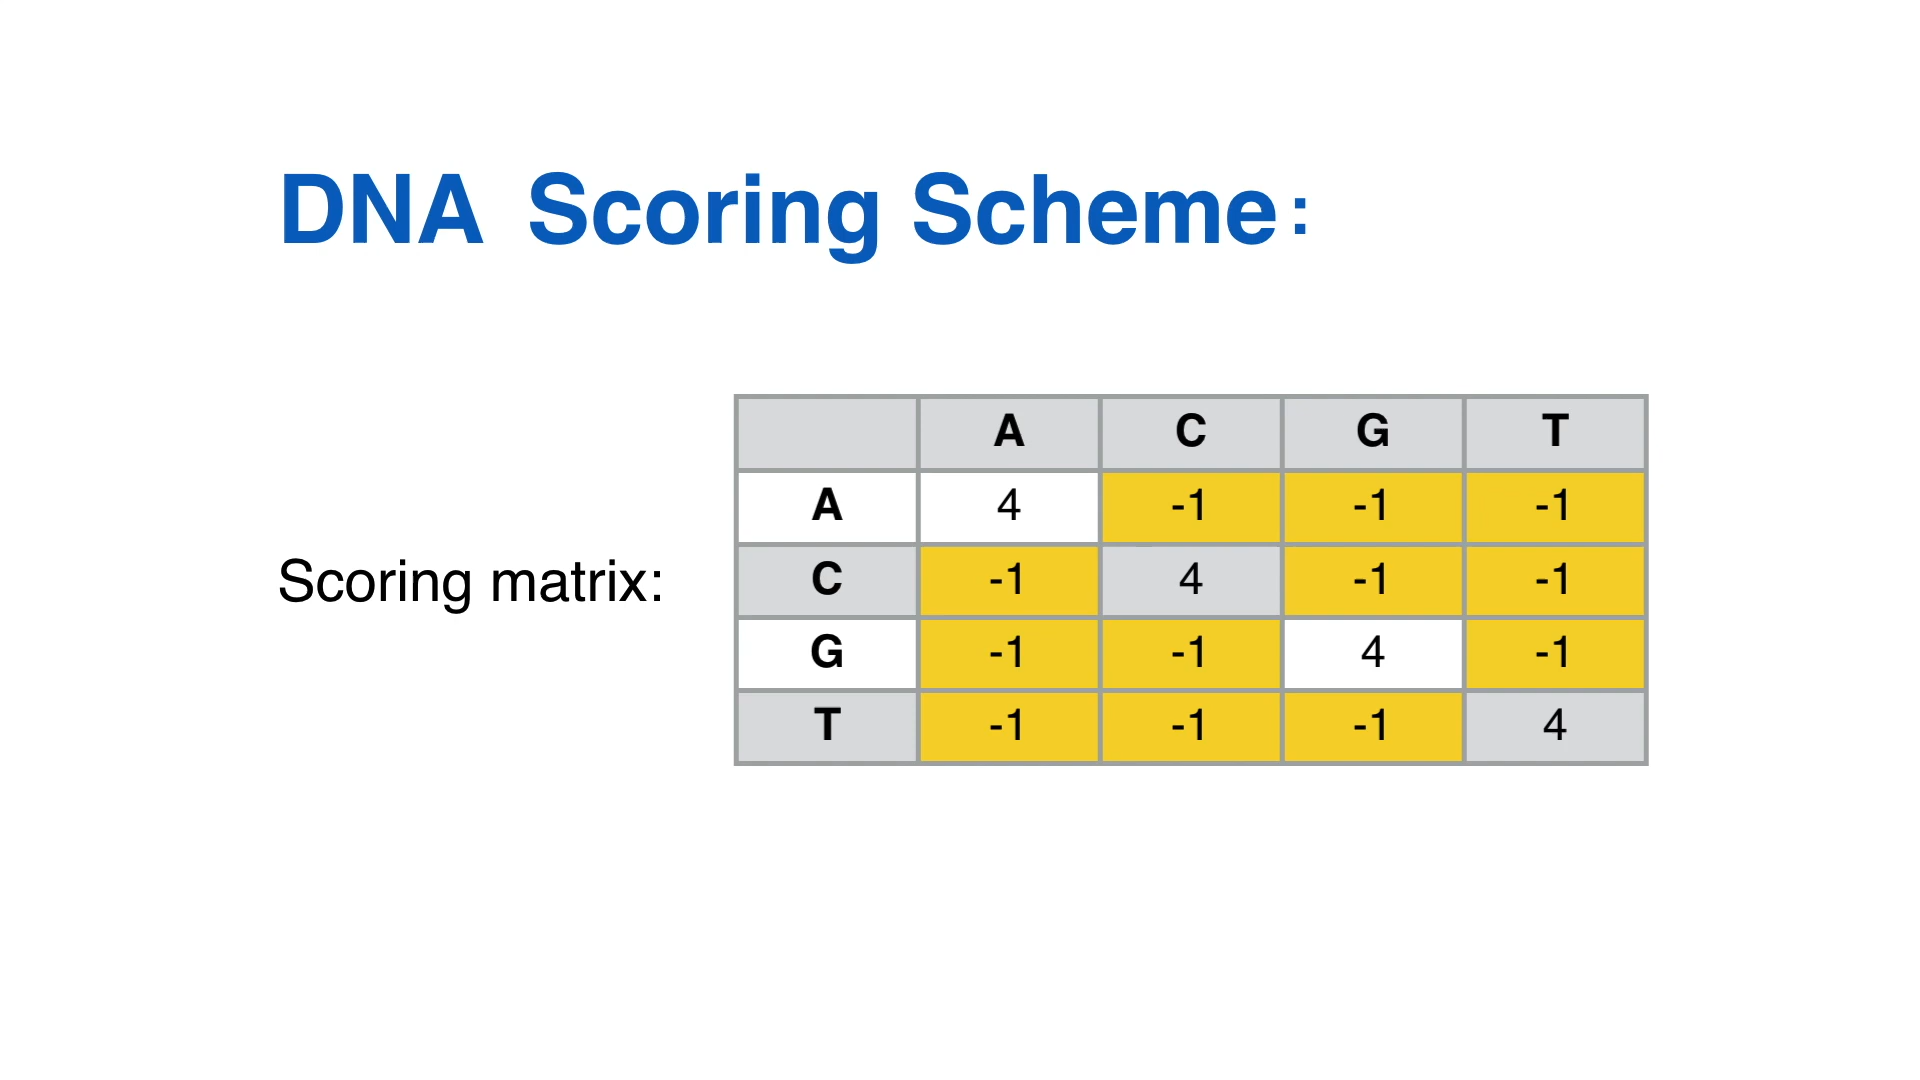 DNA Scoring Scheme:
A C G T
A 4 -1 -1 -1
Scoring matrix: C -1 4 -1 -1
G -1 -1 4 -1
T -1 -1 -1 4